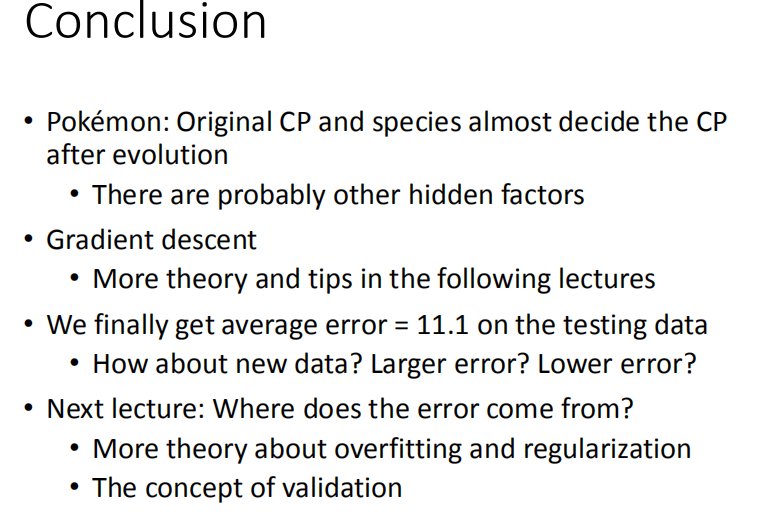 Conclusion
• Pokémon: Original CP and species almost decide the CP
after evolution
• There are probably other hidden factors
• Gradient descent
• More theory and tips in the following lectures
• We finally get average error = 11.1 on the testing data
• How about new data? Larger error? Lower error?
• Next lecture: Where does the error come from?
• More theory about overfitting and regularization
• The concept of validation